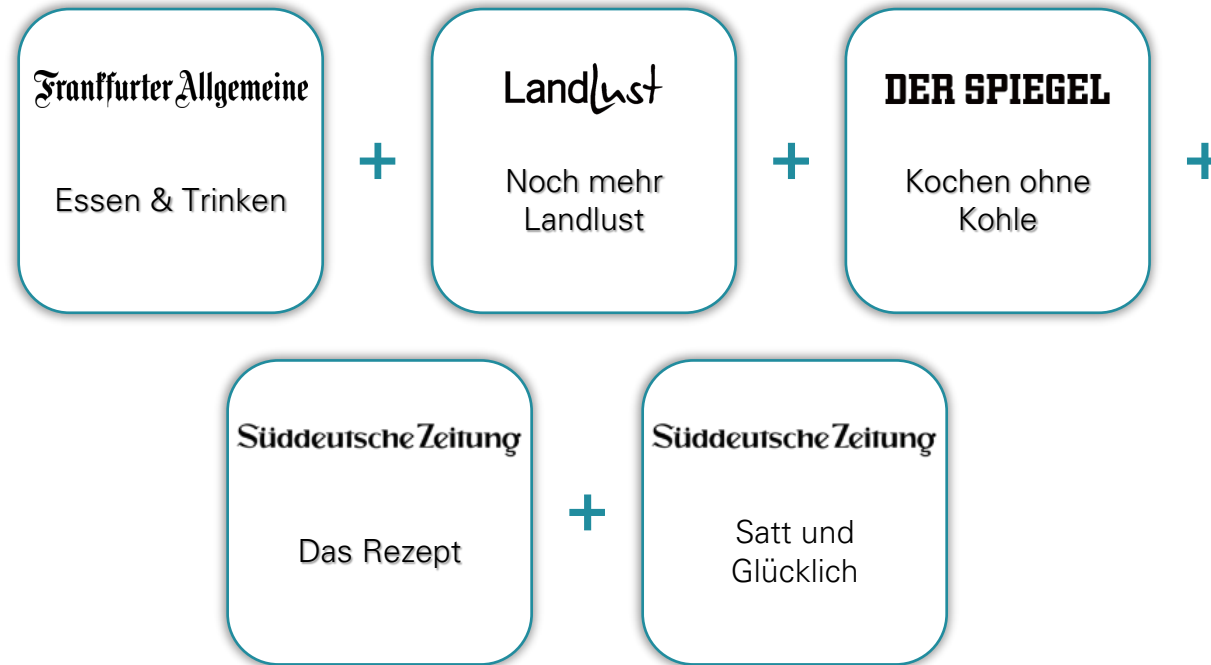 Frankfurter Allgemeine
Essen & Trinken
+
Landlust
Noch mehr
Landlust
+
DER SPIEGEL
Kochen ohne
Kohle
+
Süddeutsche Zeitung
Das Rezept
+
Süddeutsche Zeitung
Satt und
Glücklich